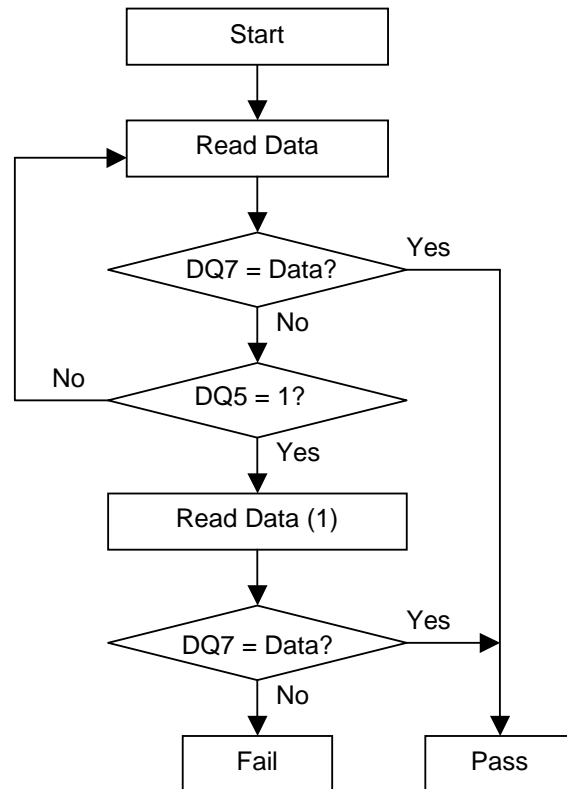 Start
Read Data
Yes
DQ7 = Data?
No
No
DQ5 = 1?
Yes
Read Data (1)
Yes
DQ7 = Data?
No
Fail
Pass